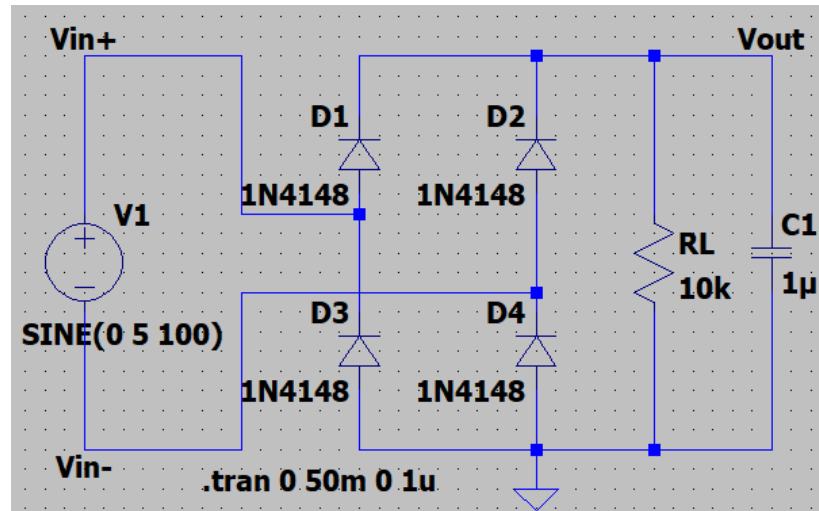 Vin+
Vout
D1
D2
1N4148
1N4148
V1
C1
RL
10k
1µ
SINE(0 5 100)
D3
D4
1N4148
1N4148
Vin-
.tran 0 50m 0 1u